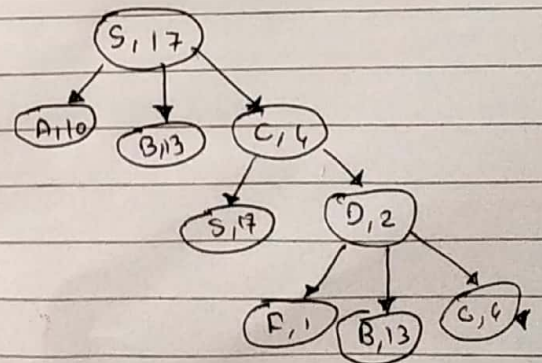 S, 17
A, 10 B, 13 C, 4
S, 17 D, 2
F, 1 B, 13 C, 4